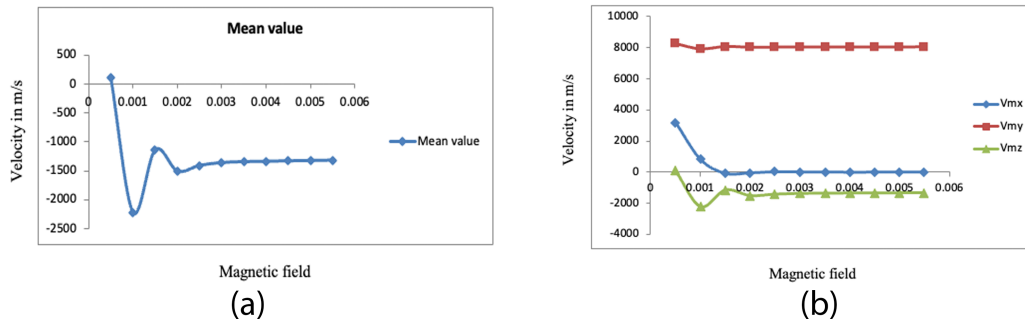 Mean value
500
0
-500
-1000
-1500
-2000
-2500
0 0.001 0.002 0.003 0.004 0.005 0.006
Velocity in m/s
Mean value
Magnetic field
(a)
10000
8000
6000
4000
2000
0
-2000
-4000
0 0.001 0.002 0.003 0.004 0.005 0.006
Velocity in m/s
Vmx
Vmy
Vmz
Magnetic field
(b)